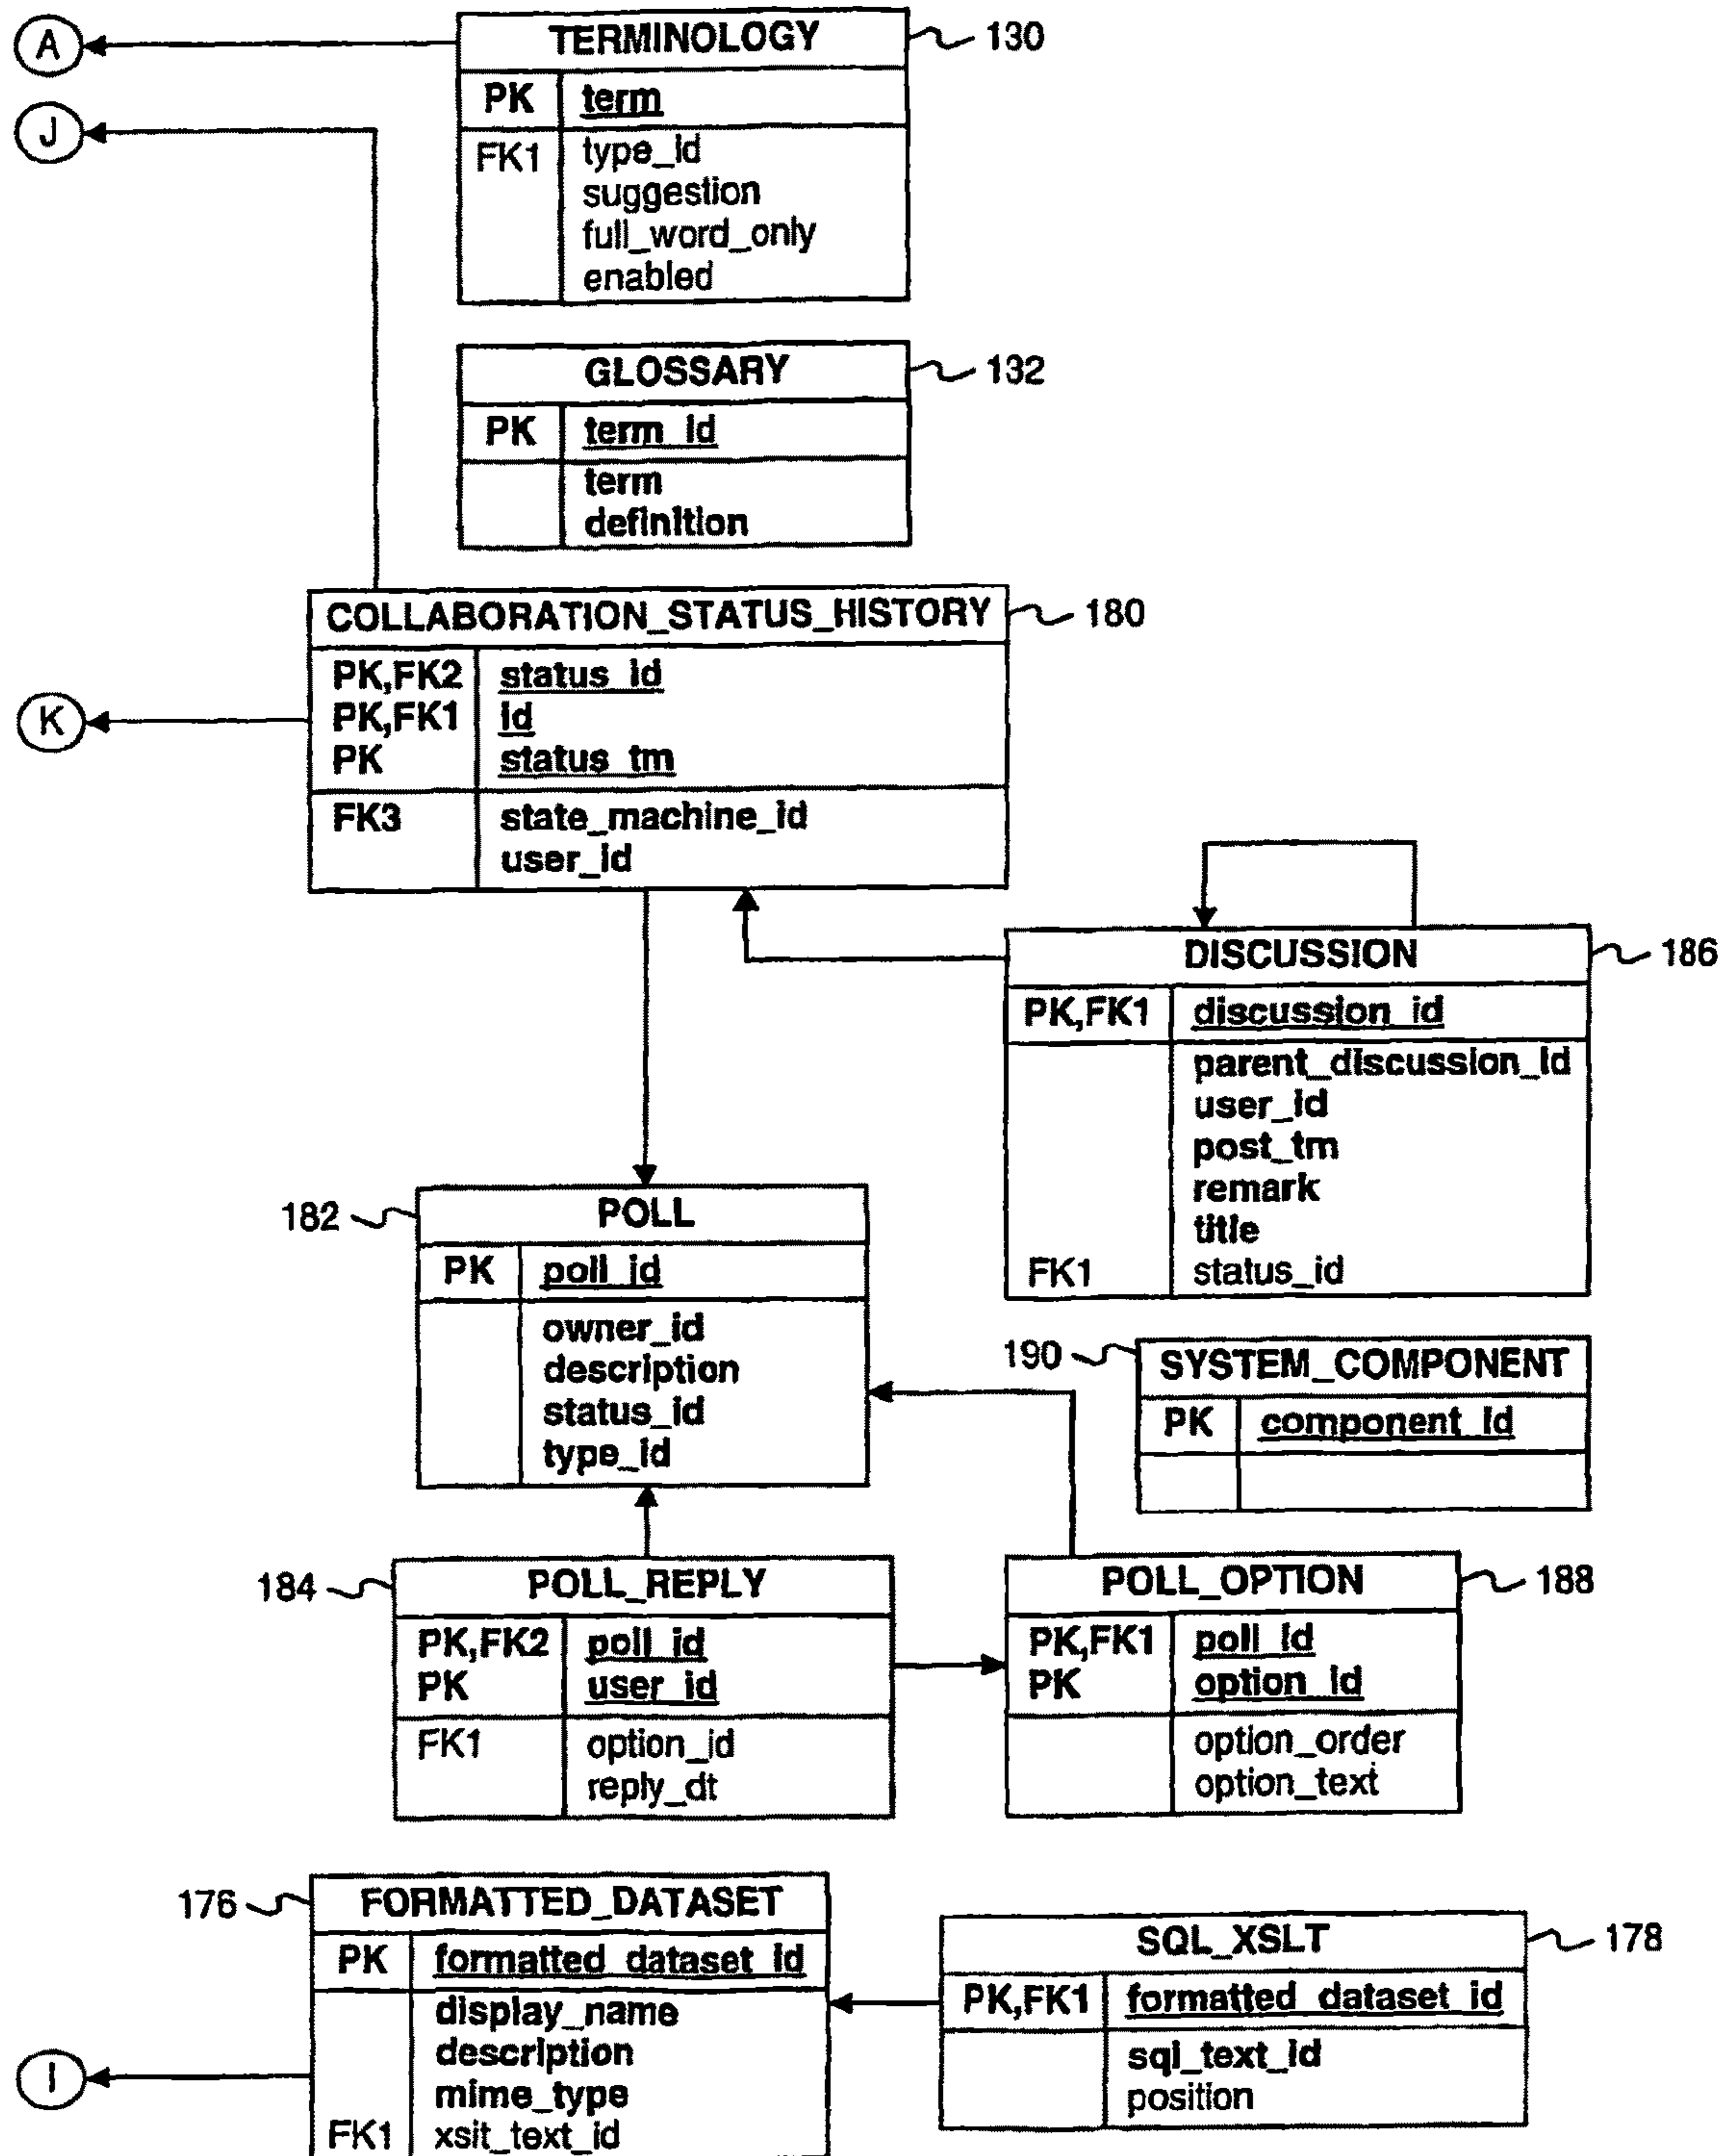 A
TERMINOLOGY
130
PK term
J
FK1 type_id
suggestion
full_word_only
enabled
GLOSSARY
132
PK term_id
term
definition
COLLABORATION_STATUS_HISTORY
180
PK,FK2 status_id
K
PK,FK1 id
PK status_tm
FK3 state_machine_id
user_id
DISCUSSION
186
PK,FK1 discussion_id
parent_discussion_id
user_id
post_tm
remark
title
FK1 status_id
182
POLL
PK poll_id
owner_id
description
status_id
type_id
190
SYSTEM_COMPONENT
PK component_id
184
POLL_REPLY
PK,FK2 poll_id
PK user_id
FK1 option_id
reply_dt
POLL_OPTION
188
PK,FK1 poll_id
PK option_id
option_order
option_text
176
FORMATTED_DATASET
PK formatted_dataset_id
display_name
description
I
mime_type
FK1 xslt_text_id
SQL_XSLT
178
PK,FK1 formatted_dataset_id
sql_text_id
position